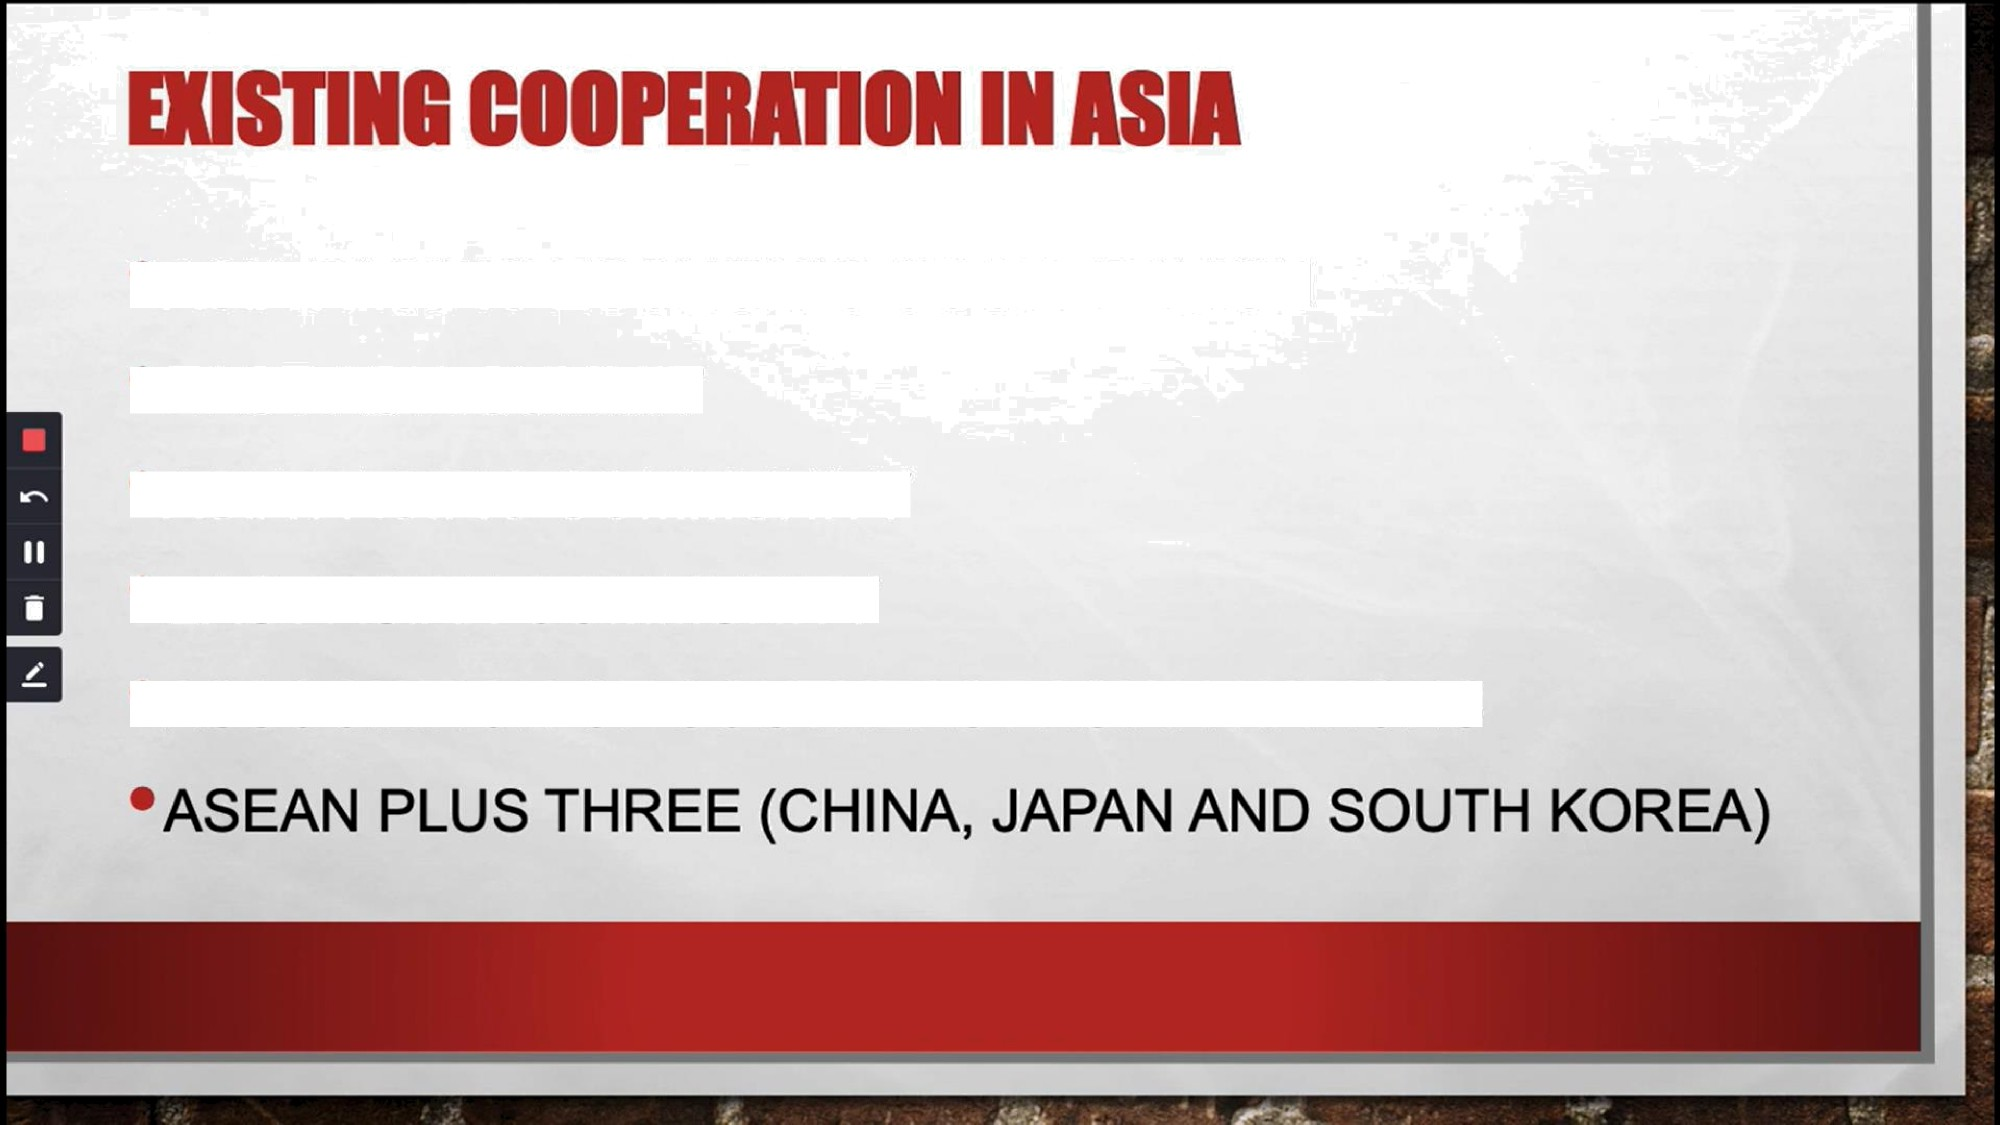 EXISTING COOPERATION IN ASIA
•ASEAN PLUS THREE (CHINA, JAPAN AND SOUTH KOREA)